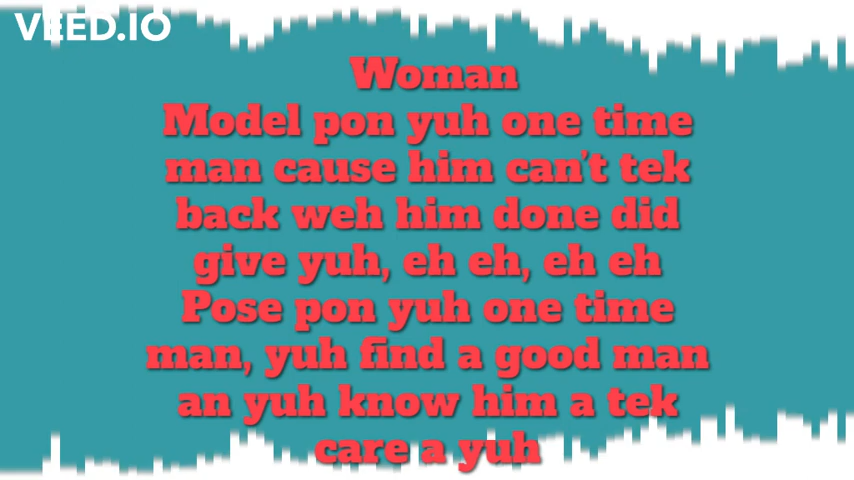 VEED.IO
Woman
Model pon yuh one time
man cause him can't tek
back weh him done did
give yuh, eh eh, eh eh
Pose pon yuh one time
man, yuh find a good man
an yuh know him a tek
care a yuh